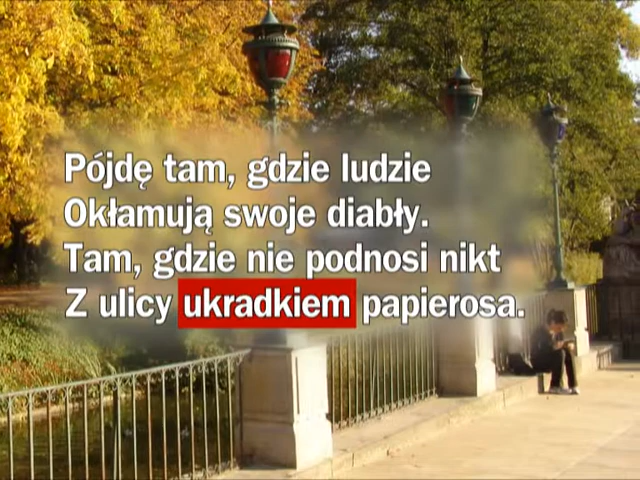 Pójdę tam, gdzie ludzie
Okłamują swoje diabły.
Tam, gdzie nie podnosi nikt
Z ulicy ukradkiem papierosa.